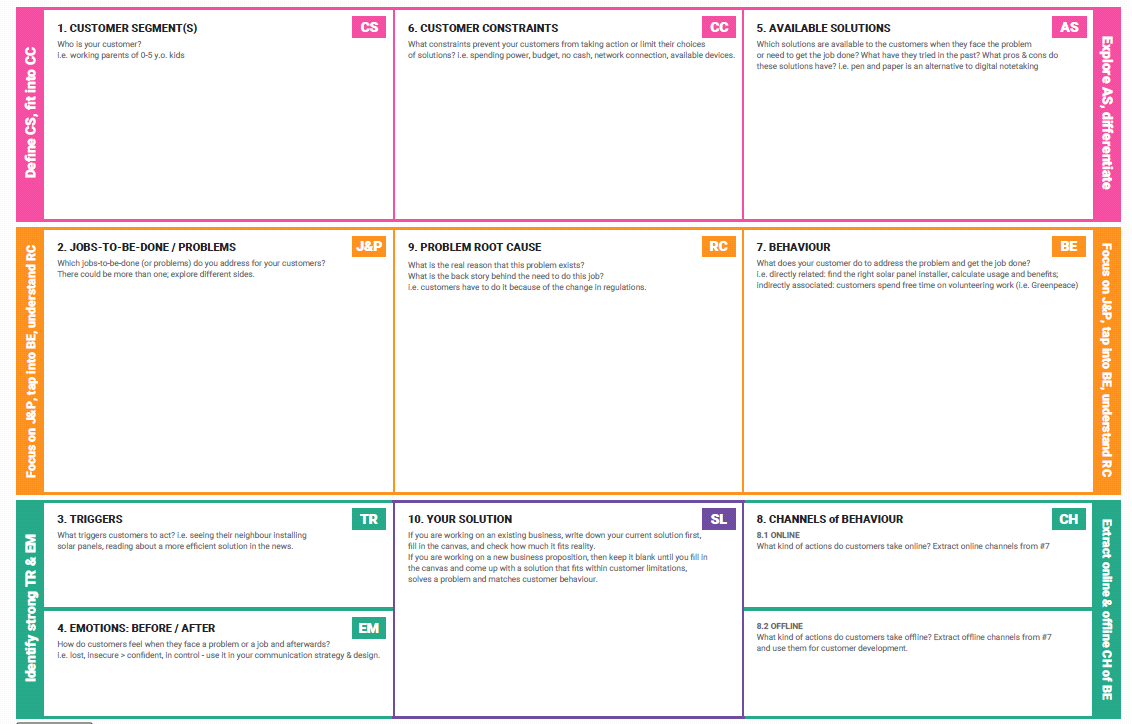 Define CS, fit into CC
1. CUSTOMER SEGMENT(S)
CS
Who is your customer?
i.e. working parents of 0-5 y.o. kids
6. CUSTOMER CONSTRAINTS
CC
What constraints prevent your customers from taking action or limit their choices
of solutions? i.e. spending power, budget, no cash, network connection, available devices.
5. AVAILABLE SOLUTIONS
AS
Which solutions are available to the customers when they face the problem
or need to get the job done? What have they tried in the past? What pros & cons do
these solutions have? i.e. pen and paper is an alternative to digital notetaking
Explore AS, differentiate
Focus on J&P, tap into BE, understand RC
2. JOBS-TO-BE-DONE / PROBLEMS
J&P
Which jobs-to-be-done (or problems) do you address for your customers?
There could be more than one; explore different sides.
9. PROBLEM ROOT CAUSE
RC
What is the real reason that this problem exists?
What is the back story behind the need to do this job?
i.e. customers have to do it because of the change in regulations.
7. BEHAVIOUR
BE
What does your customer do to address the problem and get the job done?
i.e. directly related: find the right solar panel installer, calculate usage and benefits;
indirectly associated: customers spend free time on volunteering work (i.e. Greenpeace)
Focus on J&P, tap into BE, understand RC
Identify strong TR & EM
3. TRIGGERS
TR
What triggers customers to act? i.e. seeing their neighbour installing
solar panels, reading about a more efficient solution in the news.
4. EMOTIONS: BEFORE / AFTER
EM
How do customers feel when they face a problem or a job and afterwards?
i.e. lost, insecure > confident, in control - use it in your communication strategy & design.
10. YOUR SOLUTION
SL
If you are working on an existing business, write down your current solution first,
fill in the canvas, and check how much it fits reality.
If you are working on a new business proposition, then keep it blank until you fill in
the canvas and come up with a solution that fits within customer limitations,
solves a problem and matches customer behaviour.
8. CHANNELS of BEHAVIOUR
CH
8.1 ONLINE
What kind of actions do customers take online? Extract online channels from #7
8.2 OFFLINE
What kind of actions do customers take offline? Extract offline channels from #7
and use them for customer development.
Extract online & offline CH of BE